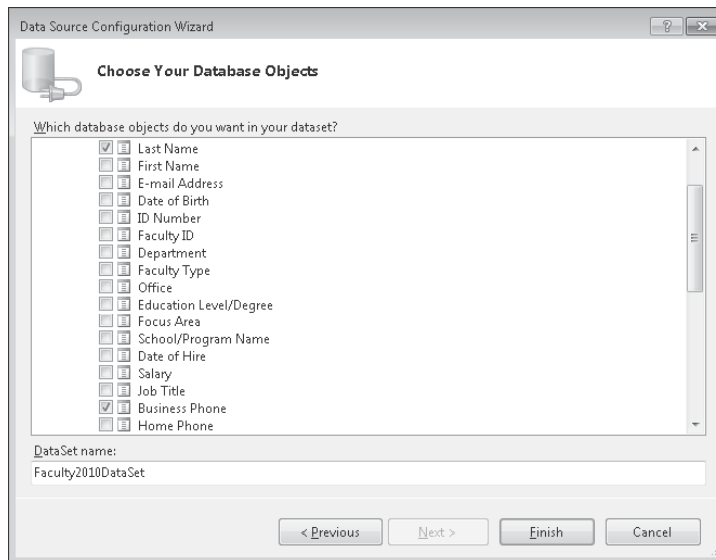 Data Source Configuration Wizard
Choose Your Database Objects
Which database objects do you want in your dataset?
Last Name
First Name
E-mail Address
Date of Birth
ID Number
Faculty ID
Department
Faculty Type
Office
Education Level/Degree
Focus Area
School/Program Name
Date of Hire
Salary
Job Title
Business Phone
Home Phone
DataSet name:
Faculty2010DataSet
< Previous Next > Finish Cancel